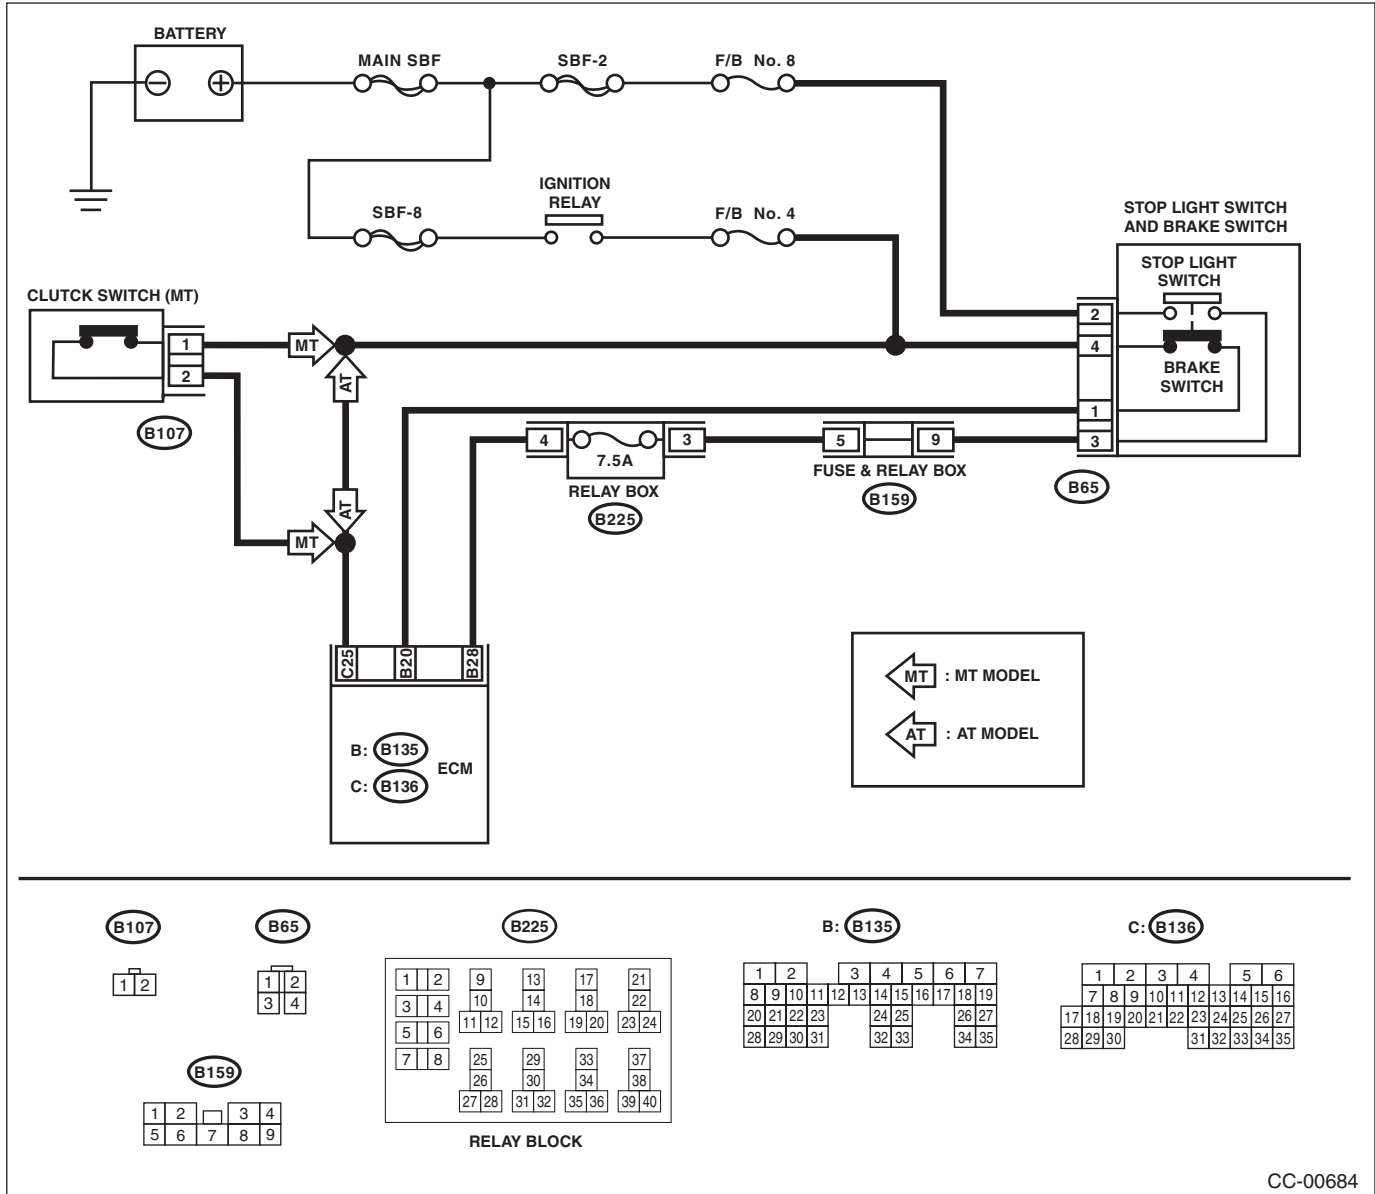 BATTERY
MAIN SBF
SBF-2
F/B No. 8
SBF-8
IGNITION
RELAY
F/B No. 4
STOP LIGHT SWITCH
AND BRAKE SWITCH
STOP LIGHT
SWITCH
BRAKE
SWITCH
2
4
1
3
B65
CLUTCK SWITCH (MT)
1
2
B107
MT
AT
AT
MT
4
7.5A
3
RELAY BOX
B225
5
9
FUSE & RELAY BOX
B159
C25
B20
B28
B: B135
C: B136
ECM
MT : MT MODEL
AT : AT MODEL
B107
1 2
B65
1 2
3 4
B159
1 2 3 4
5 6 7 8 9
B225
1 2 9 13 17 21
3 4 10 14 18 22
11 12 15 16 19 20 23 24
5 6
7 8 25 29 33 37
26 30 34 38
27 28 31 32 35 36 39 40
RELAY BLOCK
B: B135
1 2 3 4 5 6 7
8 9 10 11 12 13 14 15 16 17 18 19
20 21 22 23 24 25 26 27
28 29 30 31 32 33 34 35
C: B136
1 2 3 4 5 6
7 8 9 10 11 12 13 14 15 16
17 18 19 20 21 22 23 24 25 26 27
28 29 30 31 32 33 34 35
CC-00684